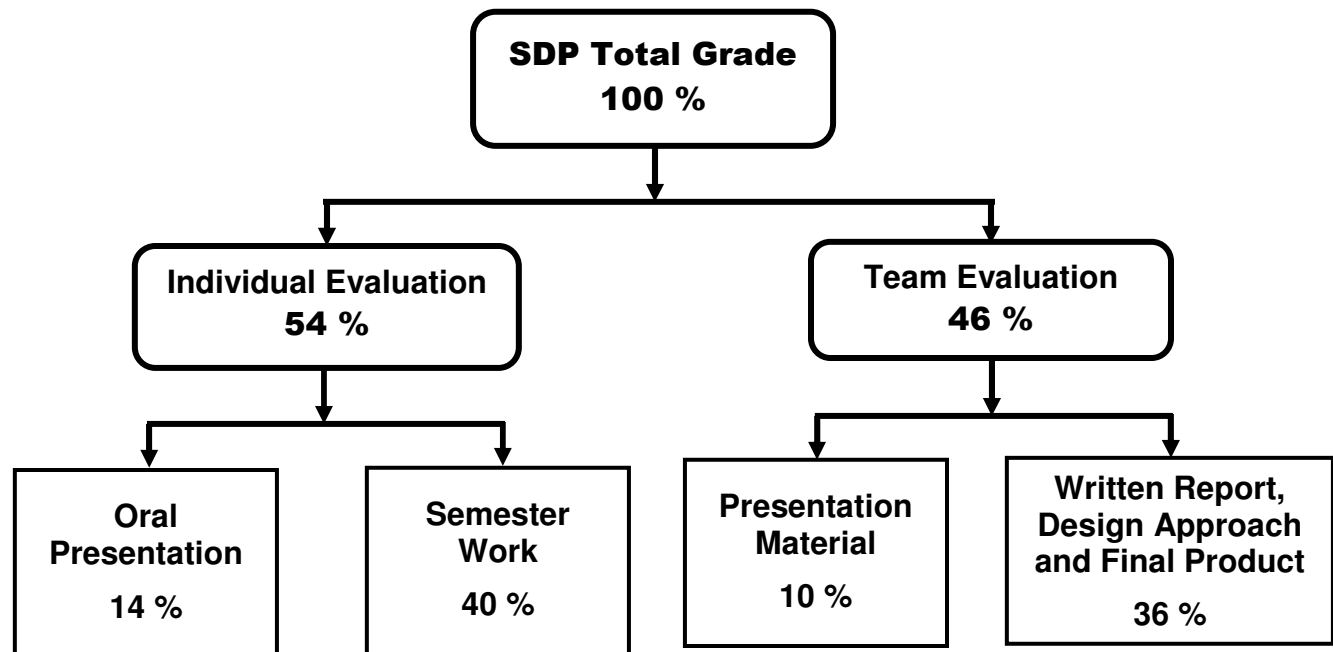 SDP Total Grade
100 %
Individual Evaluation
54 %
Team Evaluation
46 %
Oral
Presentation
14 %
Semester
Work
40 %
Presentation
Material
10 %
Written Report,
Design Approach
and Final Product
36 %